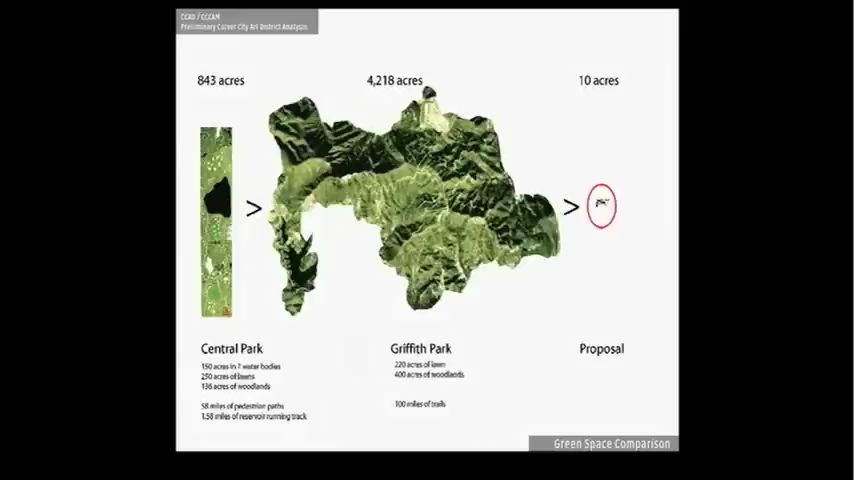 CCAD / CCCAM
Preliminary Career City Art District Analysis
843 acres
4,218 acres
10 acres
>
>
Central Park
Griffith Park
Proposal
150 acres in 7 water bodies
250 acres of lawns
136 acres of woodlands
58 miles of pedestrian paths
1.58 miles of reservoir running track
220 acres of lawn
400 acres of woodlands
100 miles of trails
Green Space Comparison